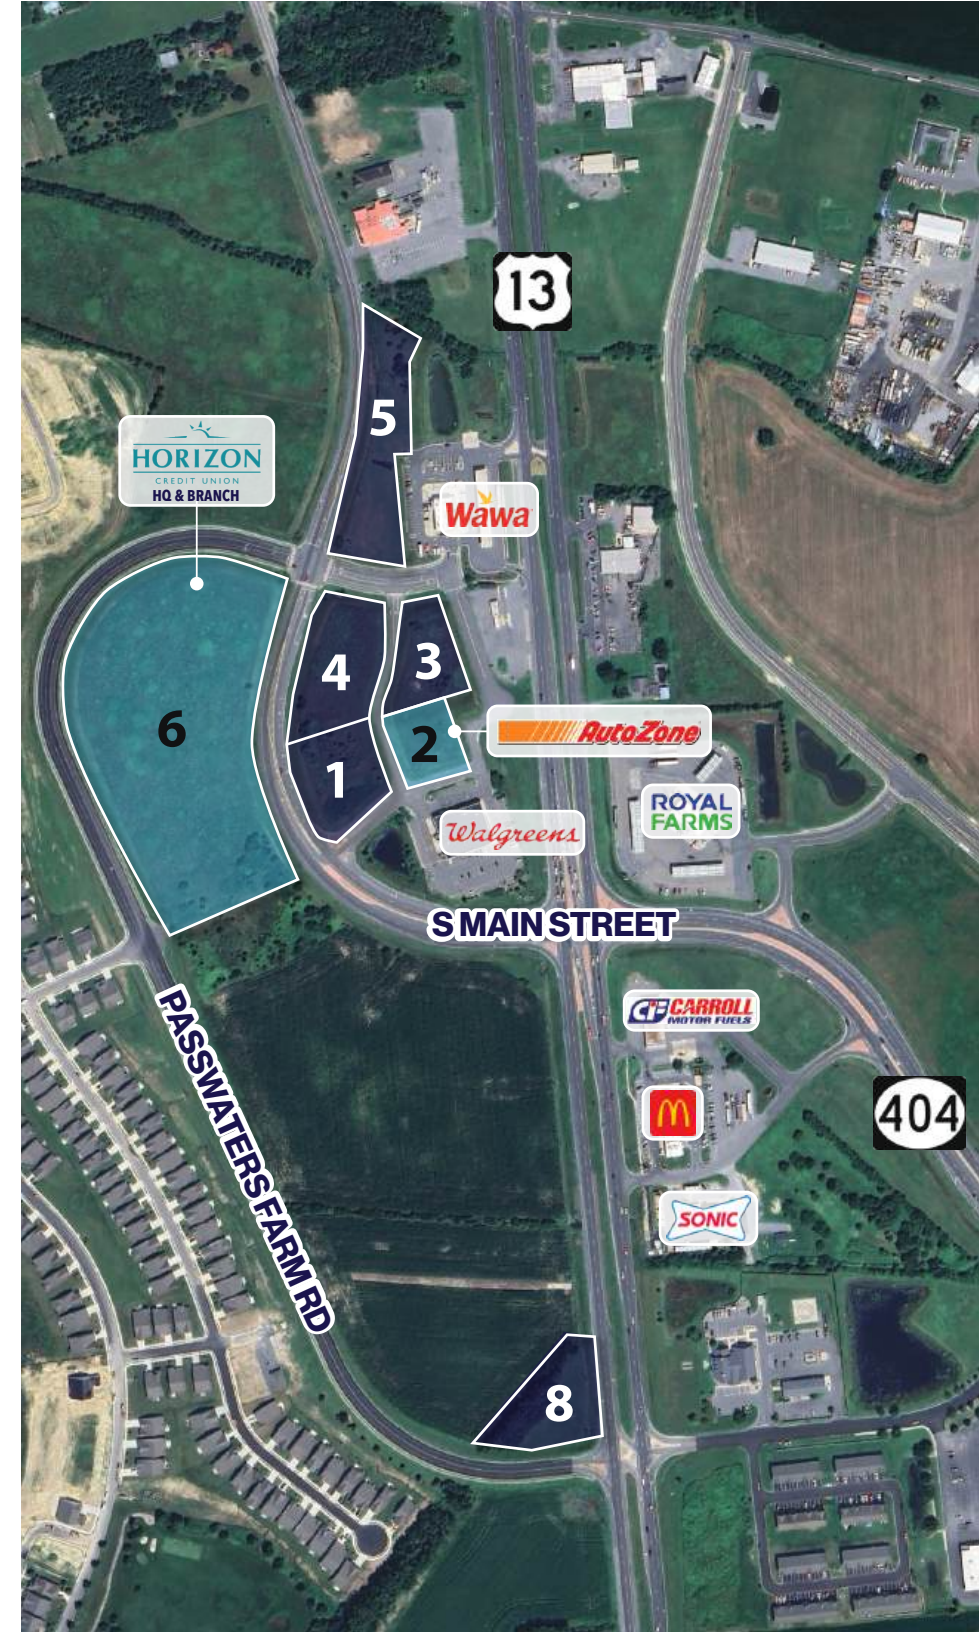 13
5
HORIZON
CREDIT UNION
HQ & BRANCH
Wawa
4
3
6
2
AutoZone
1
ROYAL
FARMS
Walgreens
S MAIN STREET
CARROLL
MOTOR FUELS
PASSWATERS FARM RD
404
SONIC
8